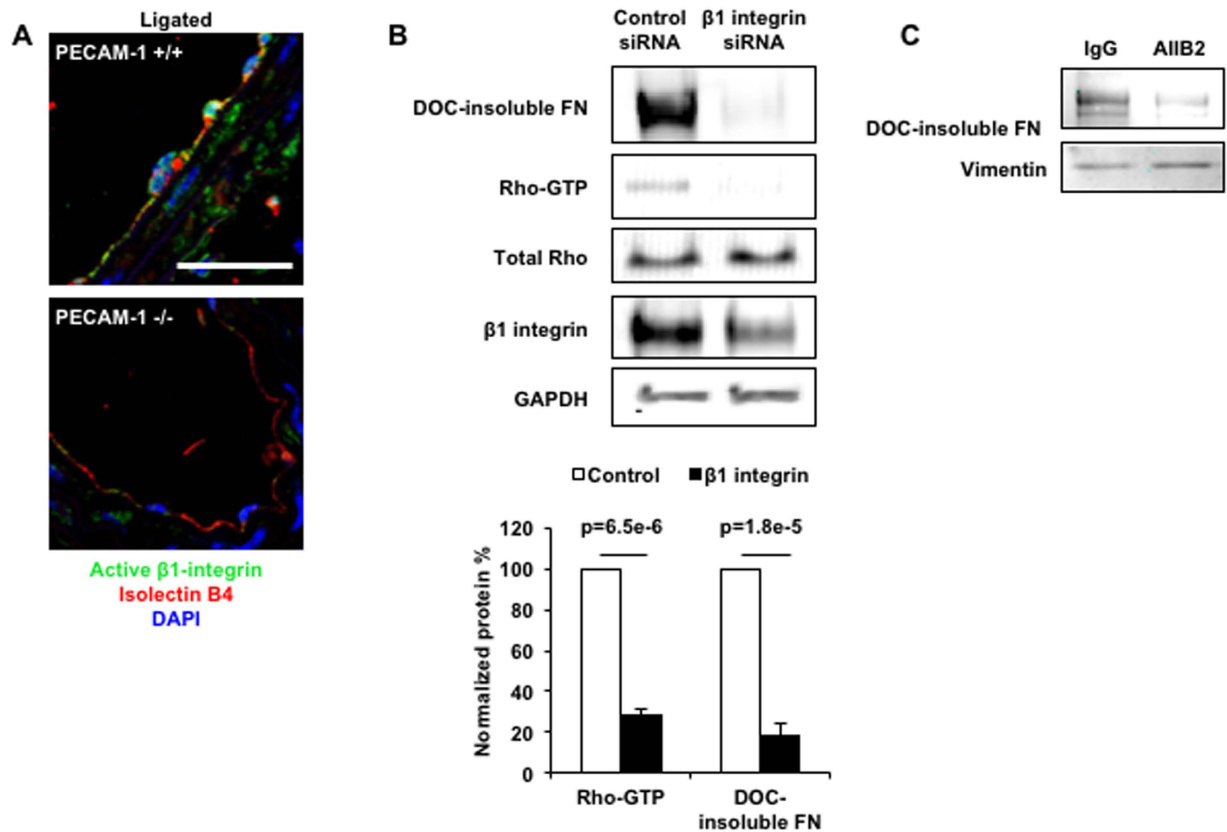 A
Ligated
PECAM-1 +/+
PECAM-1 -/-
Active β1-integrin
Isolectin B4
DAPI
B
Control siRNA
β1 integrin siRNA
DOC-insoluble FN
Rho-GTP
Total Rho
β1 integrin
GAPDH
Control
β1 integrin
p=6.5e-6
p=1.8e-5
Normalized protein %
120
100
80
60
40
20
0
Rho-GTP
DOC-
insoluble FN
C
IgG
AIIB2
DOC-insoluble FN
Vimentin